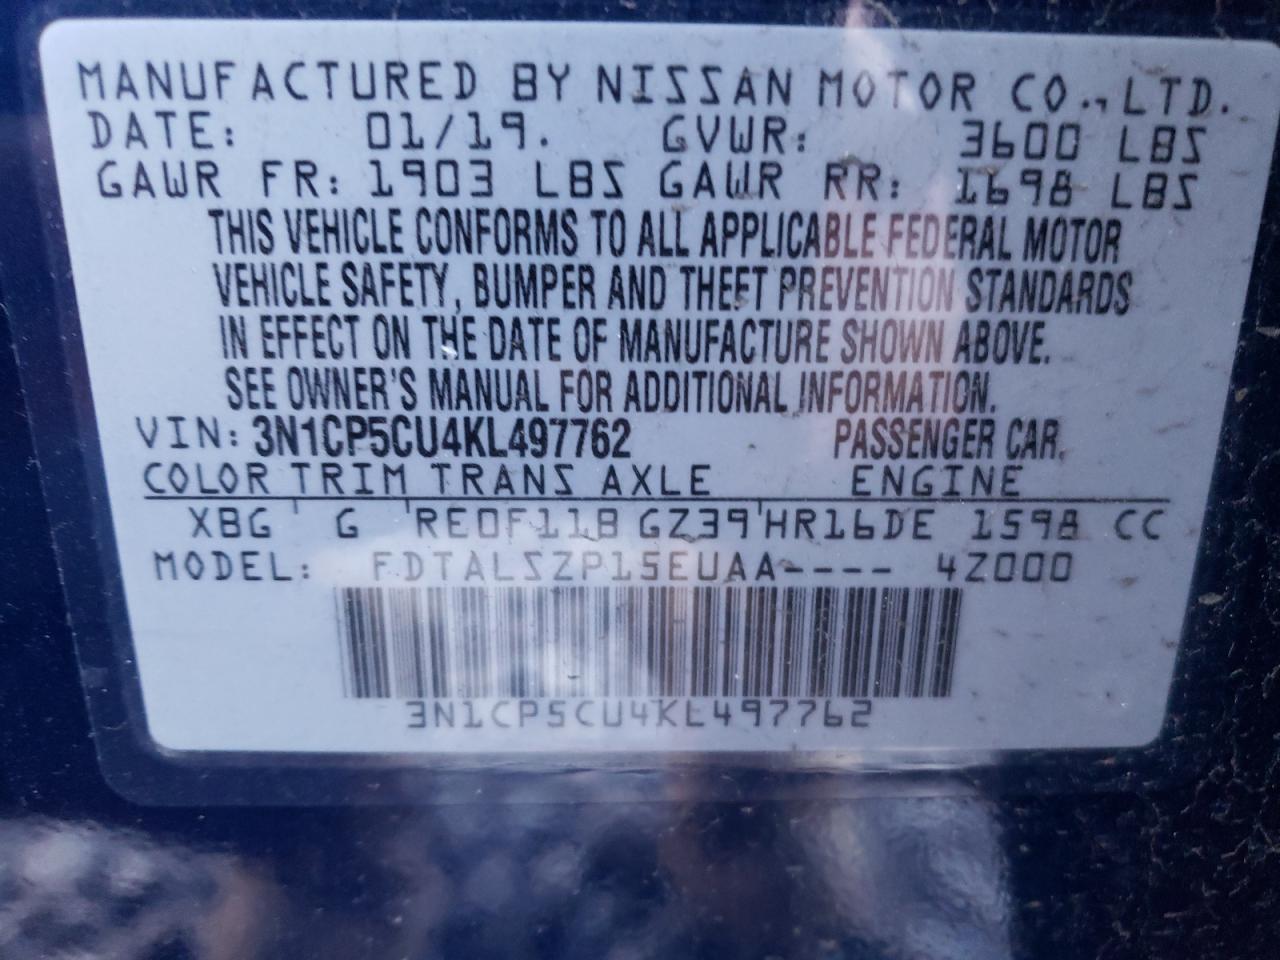 MANUFACTURED BY NISSAN MOTOR CO., LTD.
DATE: 01/19. GVWR: 3600 LBS
GAWR FR: 1903 LBS GAWR RR: 1698 LBS
THIS VEHICLE CONFORMS TO ALL APPLICABLE FEDERAL MOTOR
VEHICLE SAFETY, BUMPER AND THEFT PREVENTION STANDARDS
IN EFFECT ON THE DATE OF MANUFACTURE SHOWN ABOVE.
SEE OWNER'S MANUAL FOR ADDITIONAL INFORMATION.
VIN: 3N1CP5CU4KL497762 PASSENGER CAR.
COLOR TRIM TRANS AXLE ENGINE
XBG G RE0F11B GZ39 HR16DE 1598 CC
MODEL: FDTALSZP15EUAA---- 4Z000
3N1CP5CU4KL497762